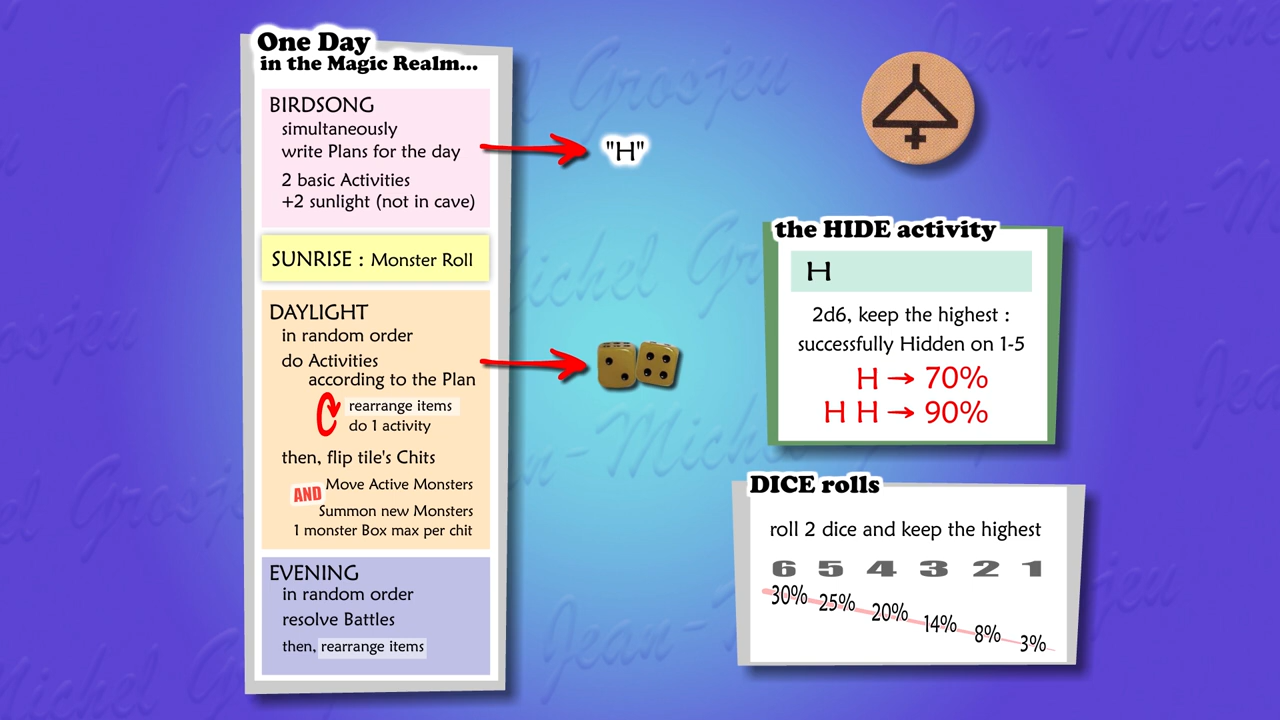 One Day
in the Magic Realm...
BIRDSONG
simultaneously
write Plans for the day
2 basic Activities
+2 sunlight (not in cave)
SUNRISE : Monster Roll
DAYLIGHT
in random order
do Activities
according to the Plan
rearrange items
do 1 activity
then, flip tile's Chits
AND Move Active Monsters
Summon new Monsters
1 monster Box max per chit
EVENING
in random order
resolve Battles
then, rearrange items
"H"
the HIDE activity
H
2d6, keep the highest :
successfully Hidden on 1-5
H → 70%
H H → 90%
DICE rolls
roll 2 dice and keep the highest
6 5 4 3 2 1
30% 25% 20% 14% 8% 3%
Jean-Michel Grosjeu